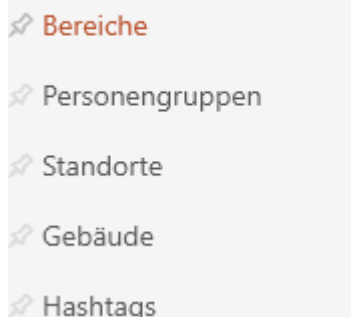 Bereiche
Personengruppen
Standorte
Gebäude
Hashtags